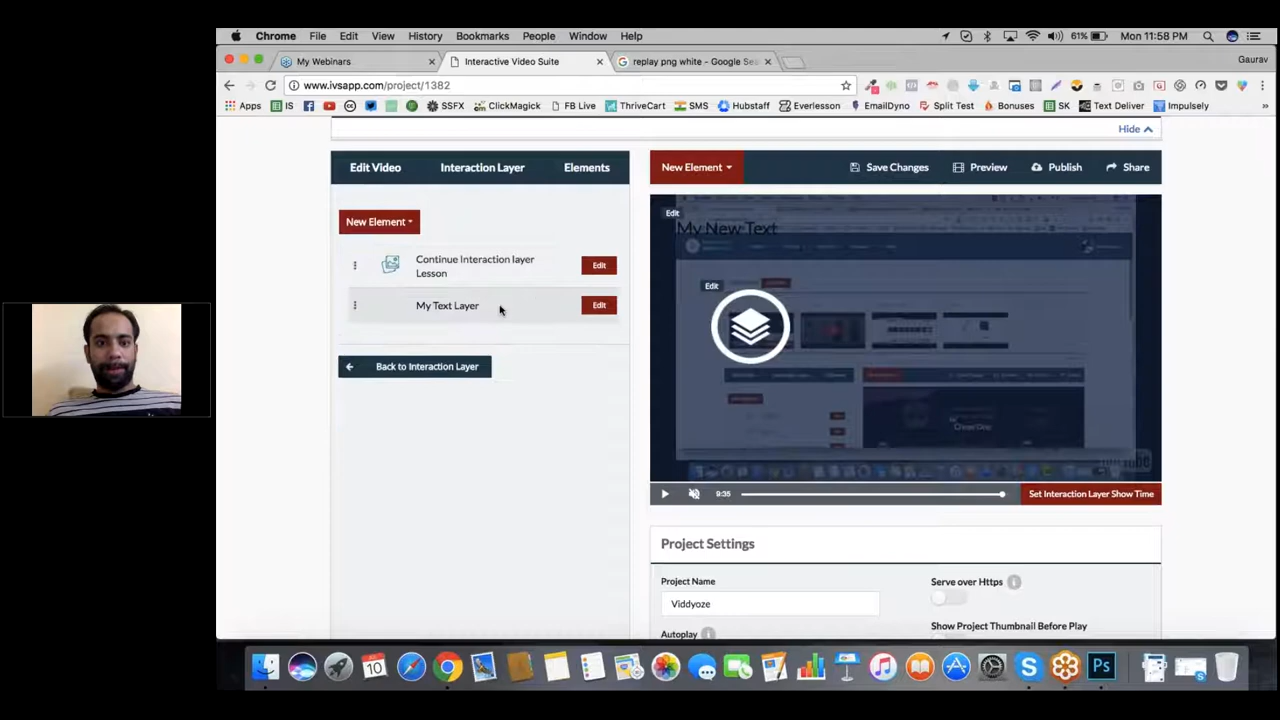 Chrome File Edit View History Bookmarks People Window Help 61% Mon 11:58 PM
My Webinars Interactive Video Suite replay png white - Google Sea Gaurav
www.ivsapp.com/project/1382
Apps IS CC SSFX ClickMagick FB Live ThriveCart SMS Hubstaff Everlesson EmailDyno Split Test Bonuses SK Text Deliver Impulsely »
Hide
Edit Video Interaction Layer Elements
New Element Save Changes Preview Publish Share
New Element
Continue Interaction layer
Lesson
Edit
My Text Layer
Edit
Back to Interaction Layer
Edit
My New Text
Edit
9:35 Set Interaction Layer Show Time
Project Settings
Project Name
Viddyoze
Autoplay
Serve over Https
Show Project Thumbnail Before Play
10
Ps